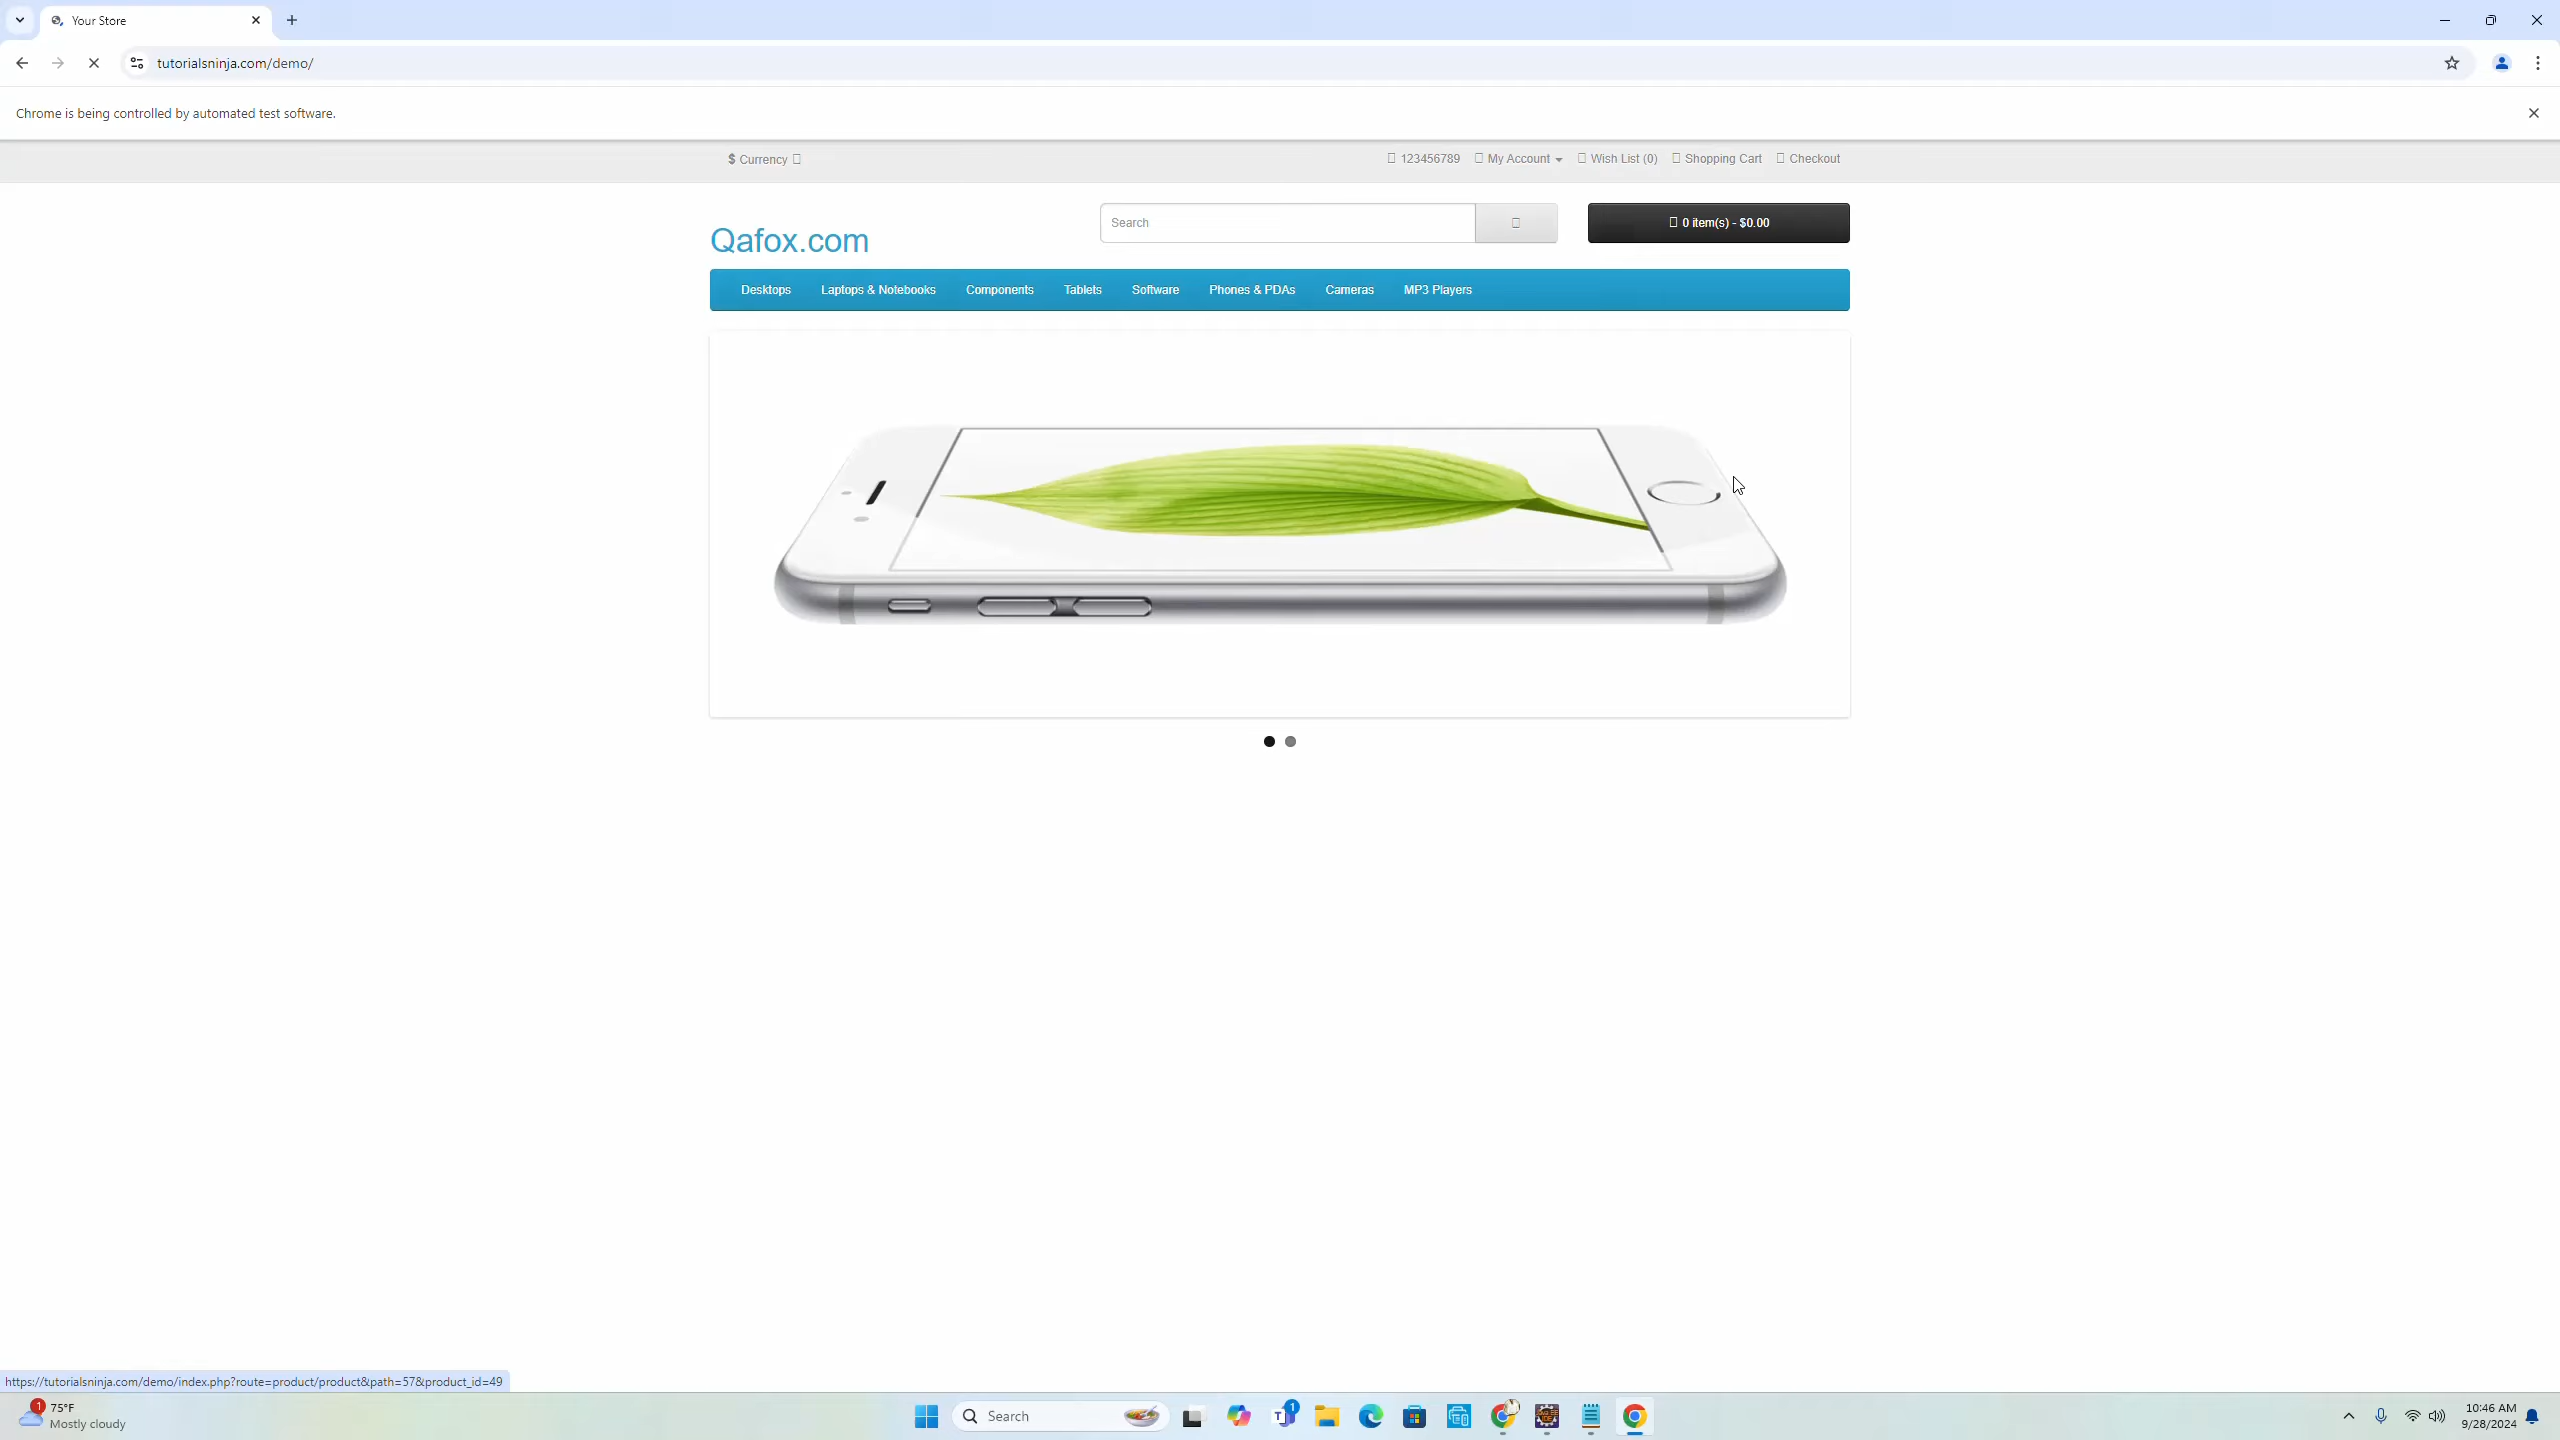 Your Store
tutorialsninja.com/demo/
Chrome is being controlled by automated test software.
$ Currency
123456789 My Account Wish List (0) Shopping Cart Checkout
Qafox.com
Search
0 item(s) - $0.00
Desktops Laptops & Notebooks Components Tablets Software Phones & PDAs Cameras MP3 Players
https://tutorialsninja.com/demo/index.php?route=product/product&path=57&product_id=49
1
75°F
Mostly cloudy
Search
1
10:46 AM
9/28/2024